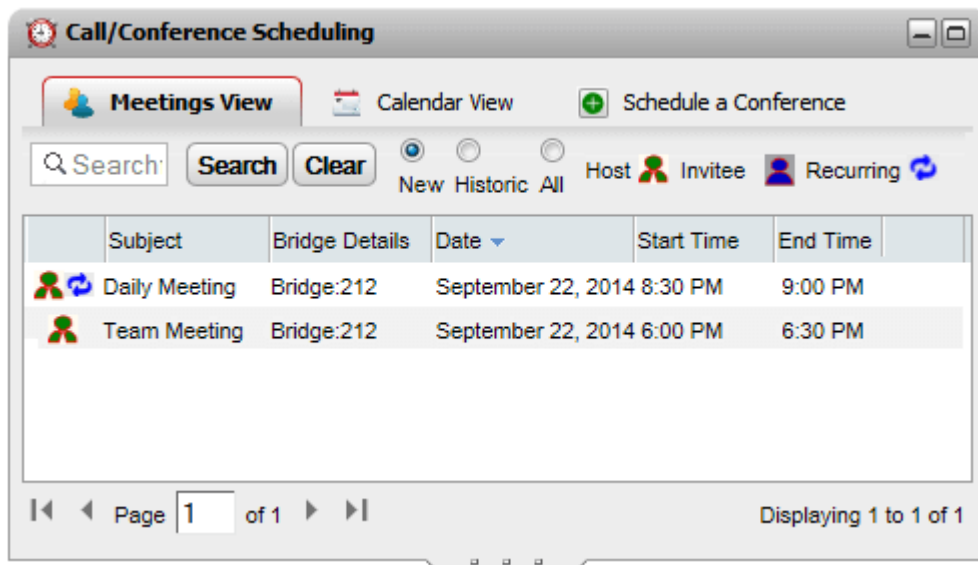 Call/Conference Scheduling
Meetings View Calendar View Schedule a Conference
Search Search Clear New Historic All Host Invitee Recurring
Subject Bridge Details Date Start Time End Time
Daily Meeting Bridge:212 September 22, 2014 8:30 PM 9:00 PM
Team Meeting Bridge:212 September 22, 2014 6:00 PM 6:30 PM
Page 1 of 1 Displaying 1 to 1 of 1